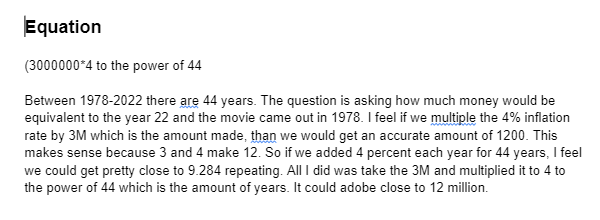 Equation
(3000000*4 to the power of 44
Between 1978-2022 there are 44 years. The question is asking how much money would be
equivalent to the year 22 and the movie came out in 1978. I feel if we multiple the 4% inflation
rate by 3M which is the amount made, than we would get an accurate amount of 1200. This
makes sense because 3 and 4 make 12. So if we added 4 percent each year for 44 years, I feel
we could get pretty close to 9.284 repeating. All I did was take the 3M and multiplied it to 4 to
the power of 44 which is the amount of years. It could adobe close to 12 million.